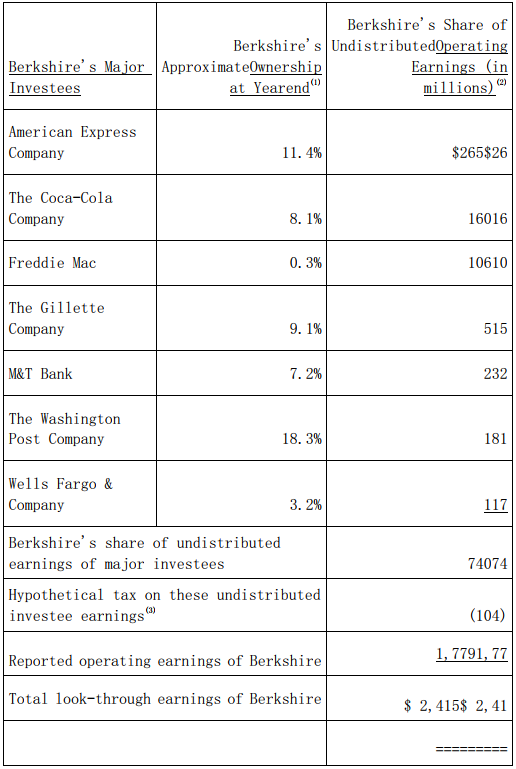 Berkshire's Major
Investees
Berkshire's
ApproximateOwnership
at Yearend(1)
Berkshire's Share of
UndistributedOperating
Earnings (in
millions)(2)
American Express
Company
11.4%
$265$26
The Coca-Cola
Company
8.1%
16016
Freddie Mac
0.3%
10610
The Gillette
Company
9.1%
515
M&T Bank
7.2%
232
The Washington
Post Company
18.3%
181
Wells Fargo &
Company
3.2%
117
Berkshire's share of undistributed
earnings of major investees
74074
Hypothetical tax on these undistributed
investee earnings(3)
(104)
Reported operating earnings of Berkshire
1,7791,77
Total look-through earnings of Berkshire
$ 2,415$ 2,41
=========